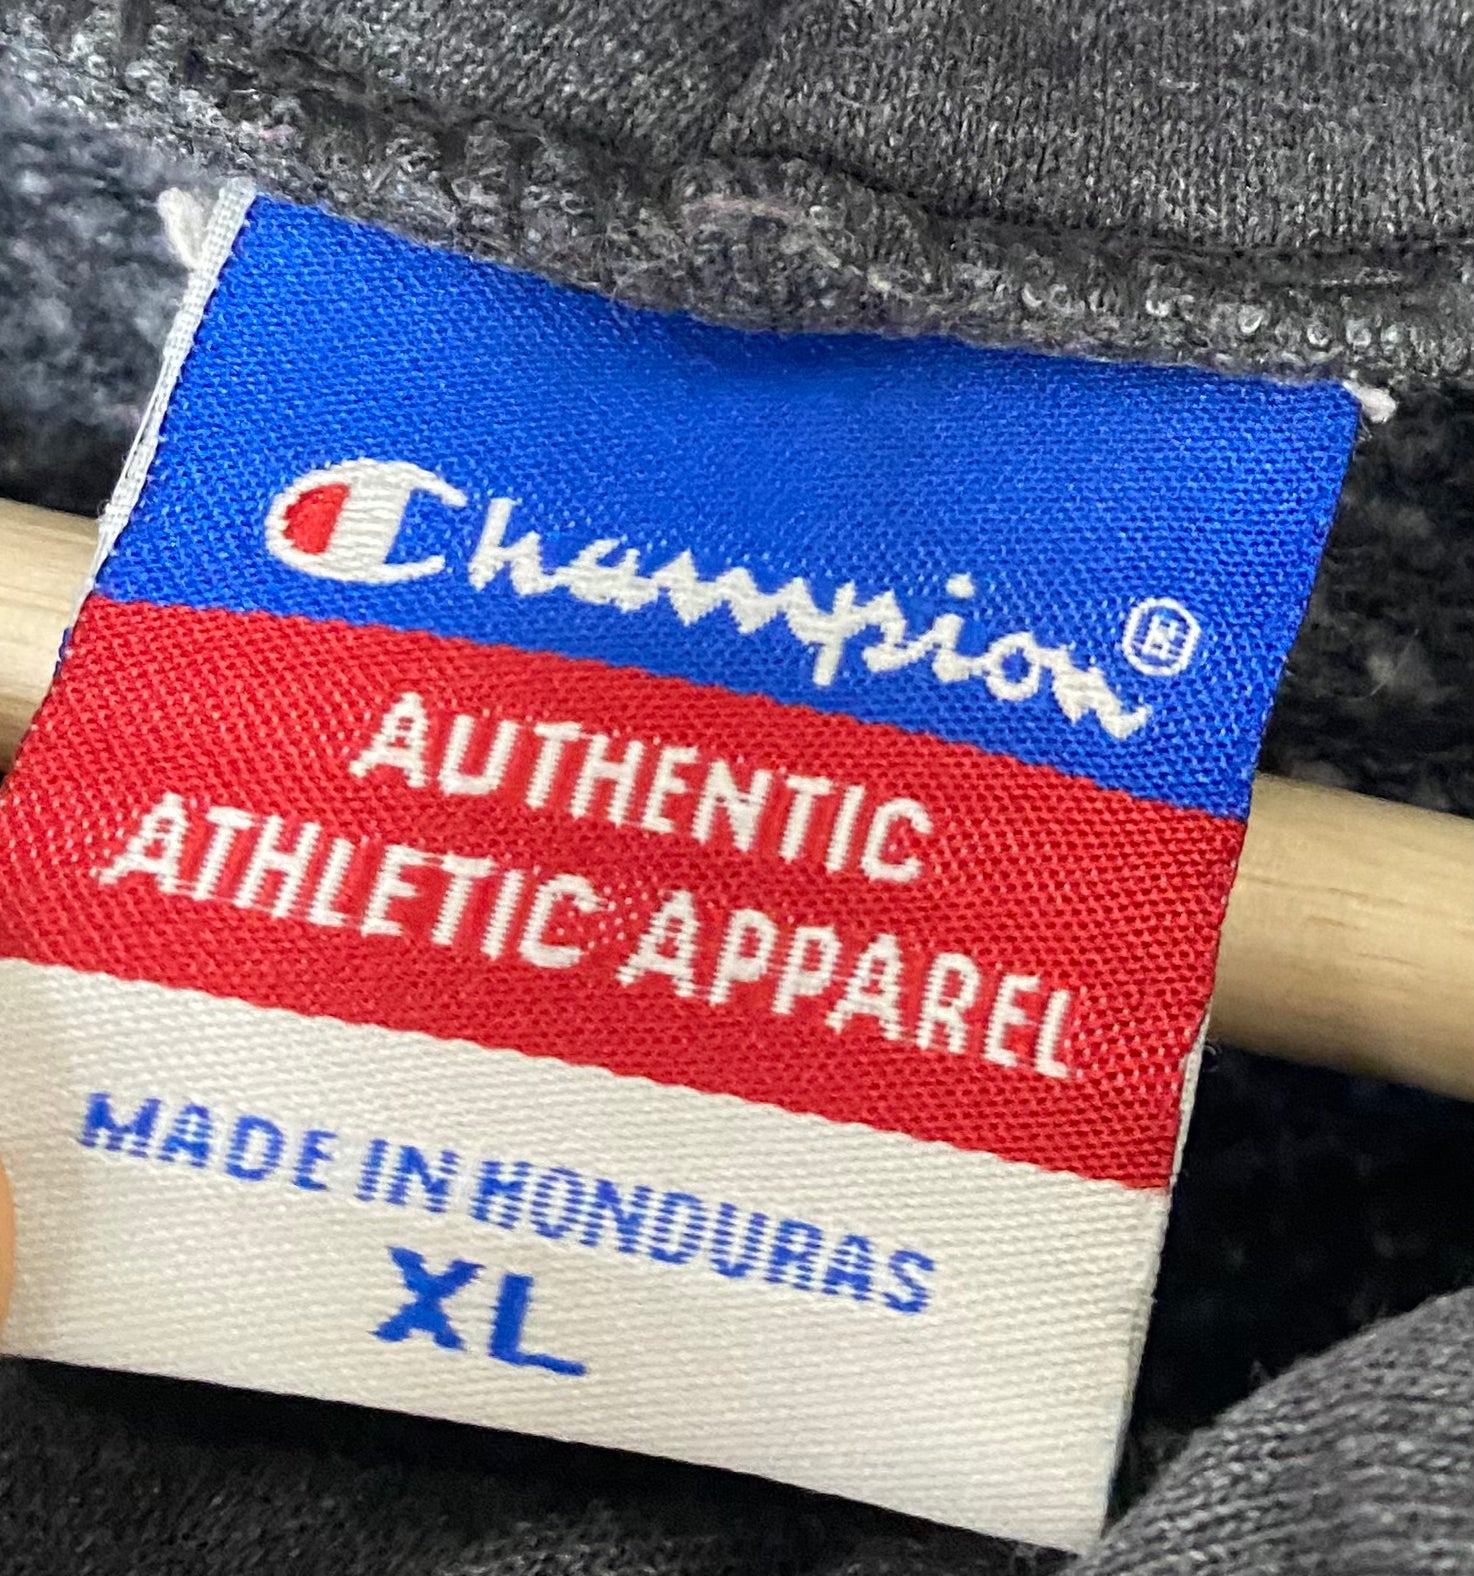 Champion®
AUTHENTIC
ATHLETIC APPAREL
MADE IN HONDURAS
XL